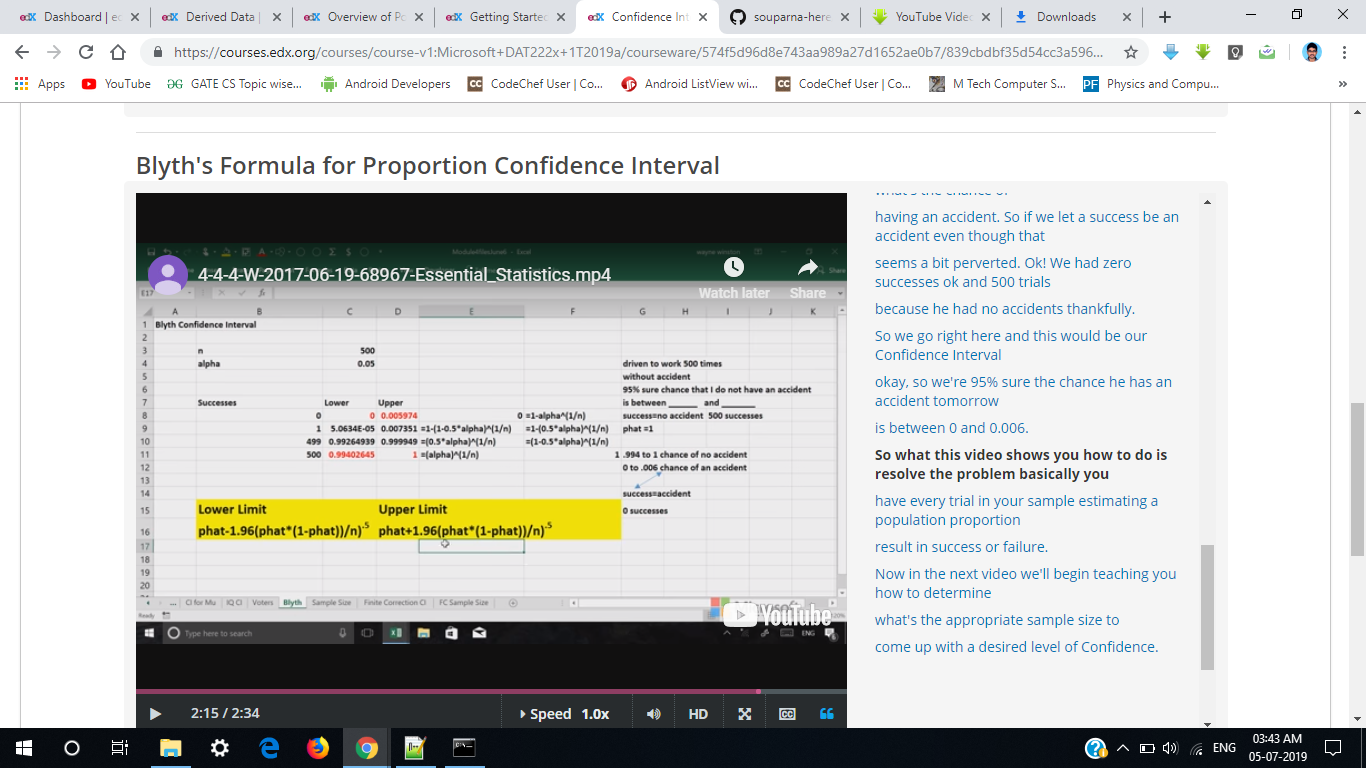 Dashboard | ec
Derived Data |
Overview of Po
Getting Started
Confidence Int
souparna-here
YouTube Video
Downloads
https://courses.edx.org/courses/course-v1:Microsoft+DAT222x+1T2019a/courseware/574f5d96d8e743aa989a27d1652ae0b7/839cbdbf35d54cc3a596...
Apps YouTube GATE CS Topic wise... Android Developers CodeChef User | Co... Android ListView wi... CodeChef User | Co... M Tech Computer S... Physics and Compu... »
Blyth's Formula for Proportion Confidence Interval
4-4-4-W-2017-06-19-68967-Essential_Statistics.mp4
Watch later Share
E17
A B C D E F G H I J K
1 Blyth Confidence Interval
2
3 n 500
4 alpha 0.05 driven to work 500 times
5 without accident
6 95% sure chance that I do not have an accident
7 Successes Lower Upper is between ______ and ______
8 0 0 0.005974 0 =1-alpha^(1/n) success=no accident 500 successes
9 1 5.0634E-05 0.007351 =1-(1-0.5*alpha)^(1/n) =1-(0.5*alpha)^(1/n) phat =1
10 499 0.99264939 0.999949 =(0.5*alpha)^(1/n) =(1-0.5*alpha)^(1/n)
11 500 0.99402645 1 =(alpha)^(1/n) 1 .994 to 1 chance of no accident
12 0 to .006 chance of an accident
13
14 success=accident
15 Lower Limit Upper Limit 0 successes
16 phat-1.96(phat*(1-phat))/n)^.5 phat+1.96(phat*(1-phat))/n)^.5
17
18
19
20
... CI for Mu IQ CI Voters Blyth Sample Size Finite Correction CI FC Sample Size
Ready
YouTube
Type here to search
ENG
2:15 / 2:34 Speed 1.0x HD CC
what's the chance of
having an accident. So if we let a success be an
accident even though that
seems a bit perverted. Ok! We had zero
successes ok and 500 trials
because he had no accidents thankfully.
So we go right here and this would be our
Confidence Interval
okay, so we're 95% sure the chance he has an
accident tomorrow
is between 0 and 0.006.
So what this video shows you how to do is
resolve the problem basically you
have every trial in your sample estimating a
population proportion
result in success or failure.
Now in the next video we'll begin teaching you
how to determine
what's the appropriate sample size to
come up with a desired level of Confidence.
ENG
03:43 AM
05-07-2019